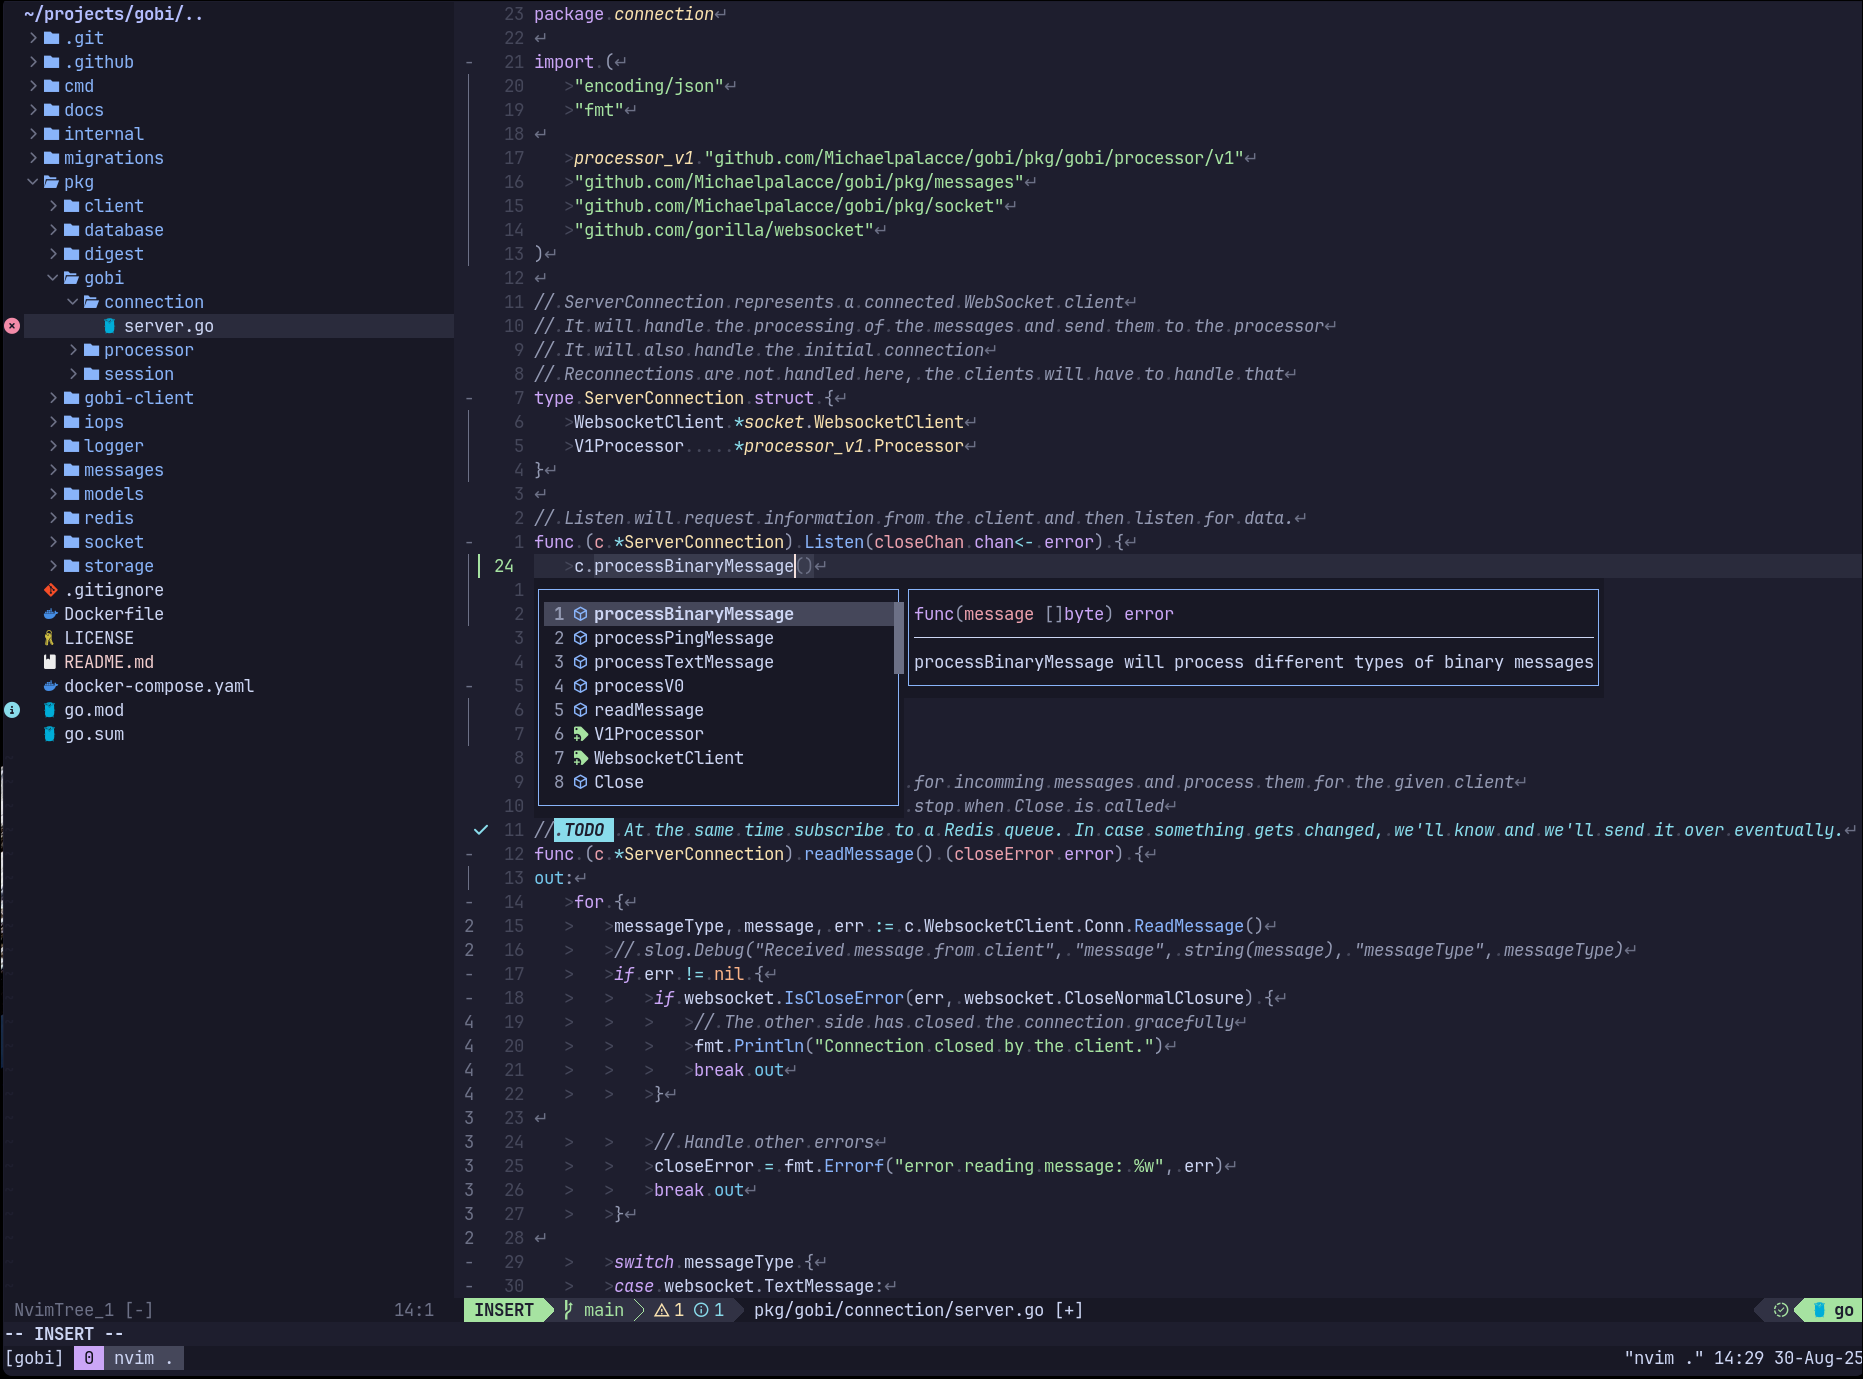 ~/projects/gobi/..
.git
.github
cmd
docs
internal
migrations
pkg
client
database
digest
gobi
connection
server.go
processor
session
gobi-client
iops
logger
messages
models
redis
socket
storage
.gitignore
Dockerfile
LICENSE
README.md
docker-compose.yaml
go.mod
go.sum
NvimTree_1 [-] 14:1
23 package connection
22
21 import (
20 "encoding/json"
19 "fmt"
18
17 processor_v1 "github.com/Michaelpalacce/gobi/pkg/gobi/processor/v1"
16 "github.com/Michaelpalacce/gobi/pkg/messages"
15 "github.com/Michaelpalacce/gobi/pkg/socket"
14 "github.com/gorilla/websocket"
13 )
12
11 // ServerConnection represents a connected WebSocket client
10 // It will handle the processing of the messages and send them to the processor
9 // It will also handle the initial connection
8 // Reconnections are not handled here, the clients will have to handle that
7 type ServerConnection struct {
6 WebsocketClient *socket.WebsocketClient
5 V1Processor     *processor_v1.Processor
4 }
3
2 // Listen will request information from the client and then listen for data.
1 func (c *ServerConnection) Listen(closeChan chan<- error) {
24 c.processBinaryMessage()
1
2
3
4
5
6
7
8
9 for incomming messages and process them for the given client
10 stop when Close is called
1 processBinaryMessage
2 processPingMessage
3 processTextMessage
4 processV0
5 readMessage
6 V1Processor
7 WebsocketClient
8 Close
func(message []byte) error
processBinaryMessage will process different types of binary messages
11 // TODO At the same time subscribe to a Redis queue. In case something gets changed, we'll know and we'll send it over eventually.
12 func (c *ServerConnection) readMessage() (closeError error) {
13 out:
14 for {
2 15 messageType, message, err := c.WebsocketClient.Conn.ReadMessage()
2 16 // slog.Debug("Received message from client", "message", string(message), "messageType", messageType)
17 if err != nil {
18 if websocket.IsCloseError(err, websocket.CloseNormalClosure) {
4 19 // The other side has closed the connection gracefully
4 20 fmt.Println("Connection closed by the client.")
4 21 break out
4 22 }
3 23
3 24 // Handle other errors
3 25 closeError = fmt.Errorf("error reading message: %w", err)
3 26 break out
3 27 }
2 28
29 switch messageType {
30 case websocket.TextMessage:
INSERT main 1 1 pkg/gobi/connection/server.go [+] go
-- INSERT --
[gobi] 0 nvim . "nvim ." 14:29 30-Aug-25